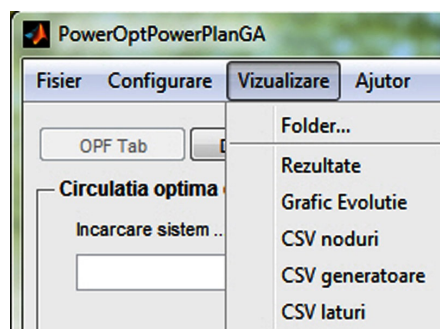 PowerOptPowerPlanGA
Fisier Configurare Vizualizare Ajutor
Folder...
OPF Tab
Rezultate
Circulatia optima
Grafic Evolutie
Incarcare sistem ..
CSV noduri
CSV generatoare
CSV laturi